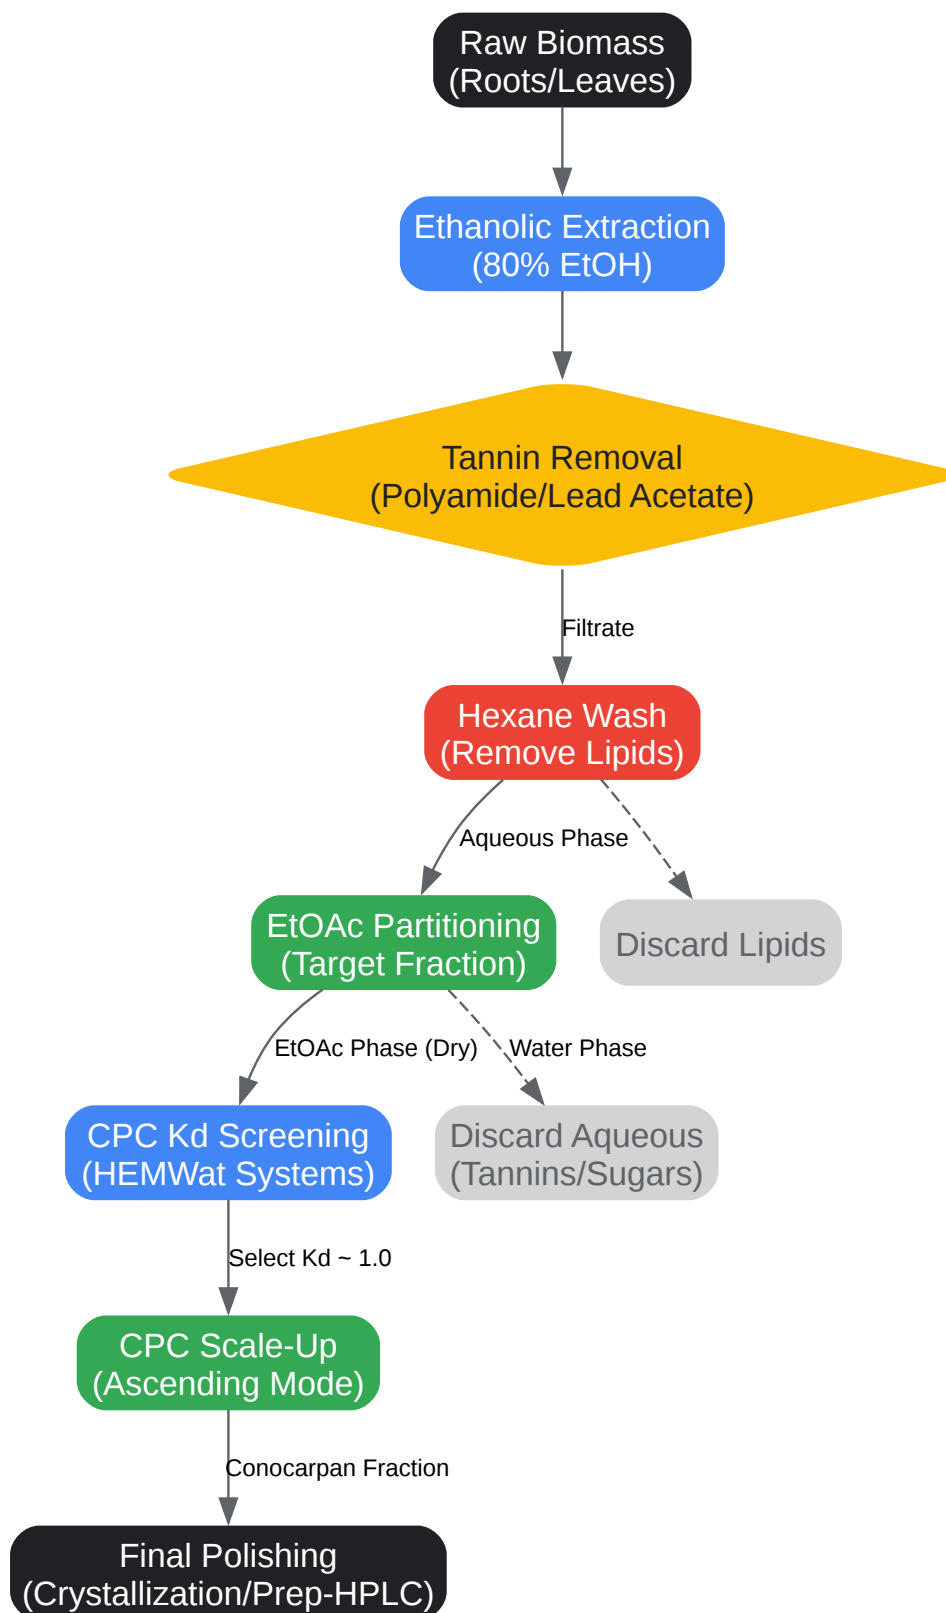 Raw Biomass
(Roots/Leaves)
Ethanolic Extraction
(80% EtOH)
Tannin Removal
(Polyamide/Lead Acetate)
Filtrate
Hexane Wash
(Remove Lipids)
Aqueous Phase
EtOAc Partitioning
(Target Fraction)
Discard Lipids
EtOAc Phase (Dry)
Water Phase
CPC Kd Screening
(HEMWat Systems)
Discard Aqueous
(Tannins/Sugars)
Select Kd ~ 1.0
CPC Scale-Up
(Ascending Mode)
Conocarpan Fraction
Final Polishing
(Crystallization/Prep-HPLC)